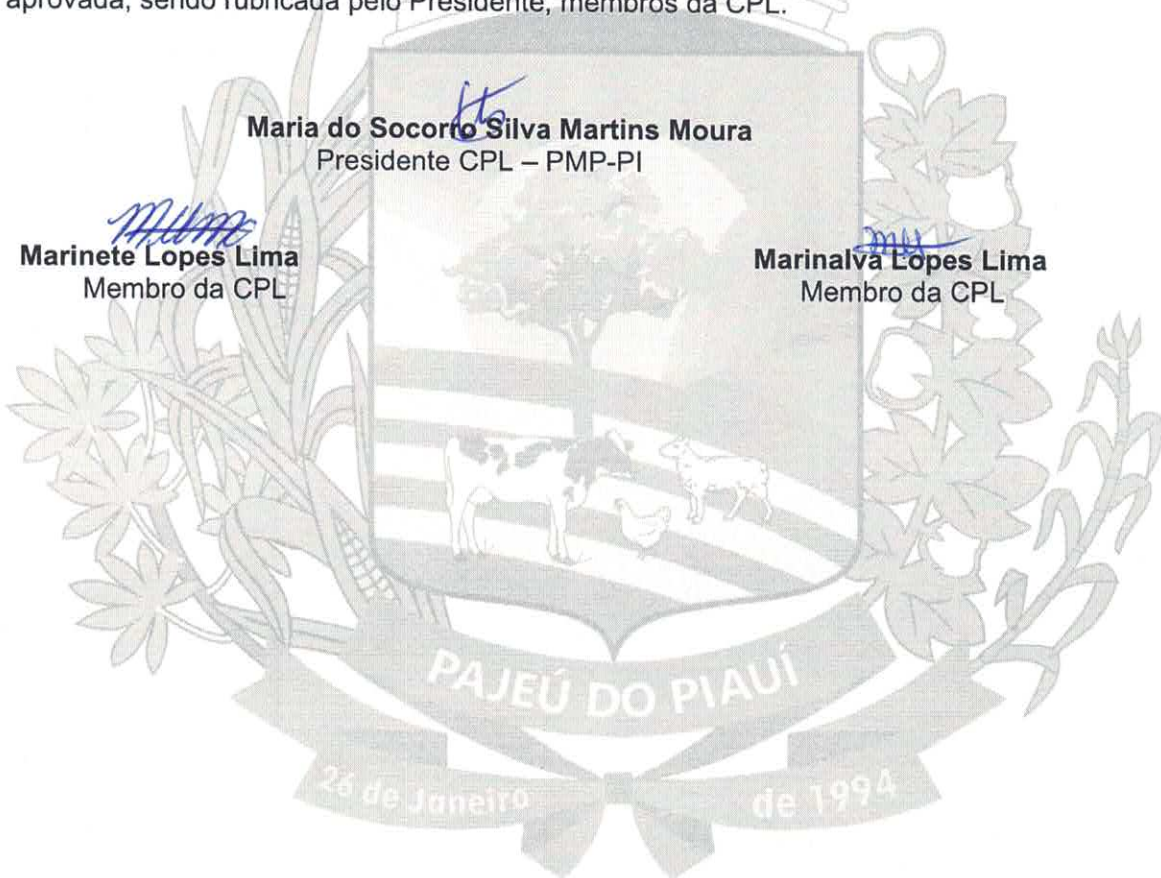 aprovada, sendo rubricada pelo Presidente, membros da CPL.
Maria do Socorro Silva Martins Moura
Presidente CPL – PMP-PI
Marinete Lopes Lima
Membro da CPL
Marinalva Lopes Lima
Membro da CPL
PAJEÚ DO PIAUÍ
26 de Janeiro de 1994